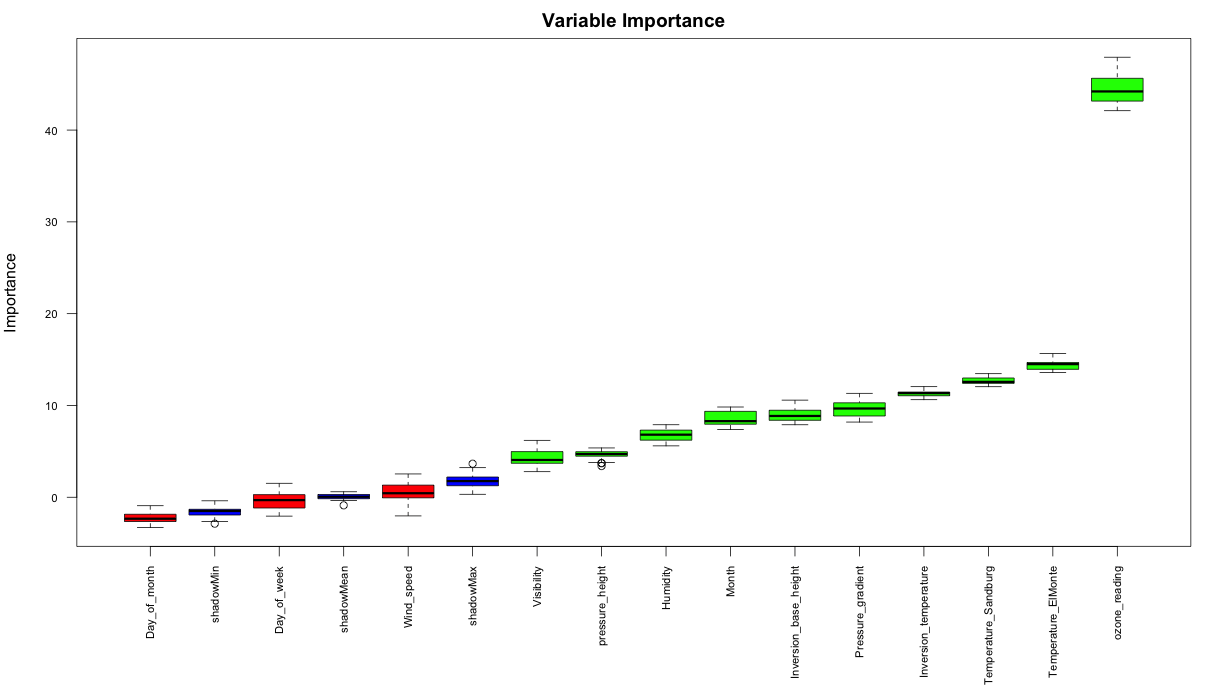 Variable Importance
Importance
40
30
20
10
0
Day_of_month
shadowMin
Day_of_week
shadowMean
Wind_speed
shadowMax
Visibility
pressure_height
Humidity
Month
Inversion_base_height
Pressure_gradient
Inversion_temperature
Temperature_Sandburg
Temperature_ElMonte
ozone_reading